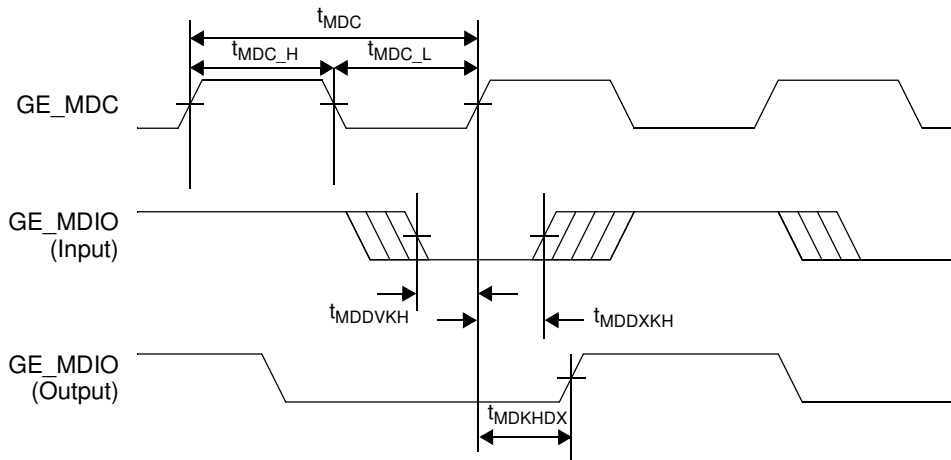 tMDC
tMDC_H
tMDC_L
GE_MDC
GE_MDIO
(Input)
tMDDVKH
tMDDXKH
GE_MDIO
(Output)
tMDKHDX